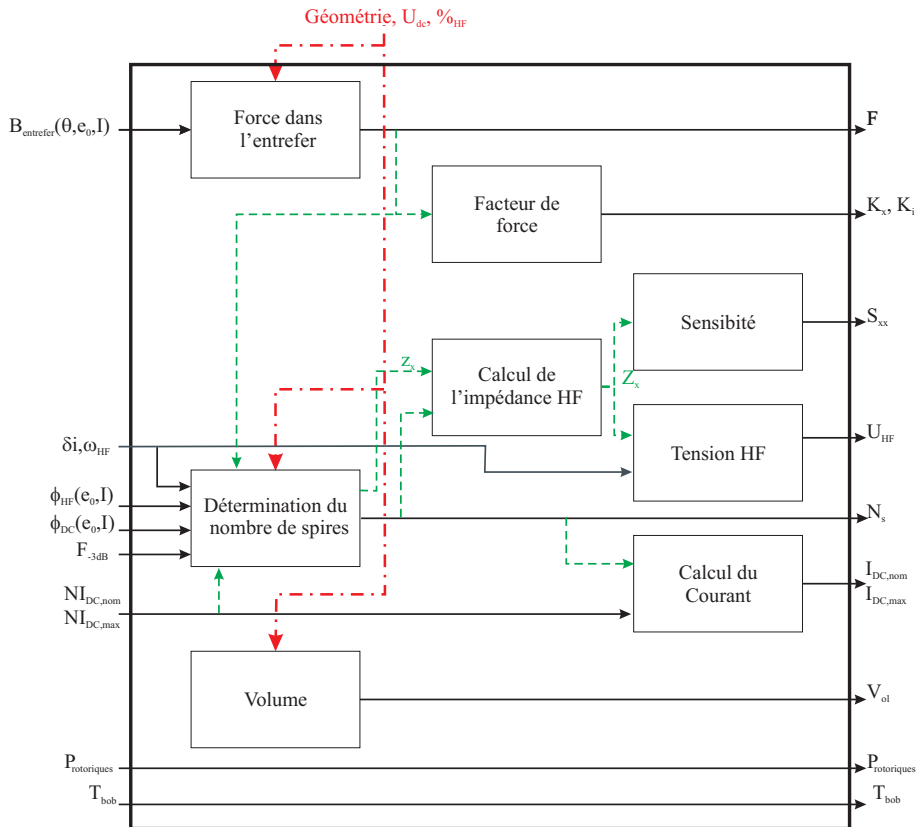 Géométrie, U_dc, %_HF
Force dans
l'entrefer
B_entrefer(θ,e_0,I)
F
Facteur de
force
K_x, K_i
Sensibité
S_xx
z_x
Calcul de
l'impédance HF
Z_x
Tension HF
U_HF
δi,ω_HF
ϕ_HF(e_0,I)
ϕ_DC(e_0,I)
F_-3dB
Détermination du
nombre de spires
N_s
NI_DC,nom
NI_DC,max
Calcul du
Courant
I_DC,nom
I_DC,max
Volume
V_ol
P_rotoriques
P_rotoriques
T_bob
T_bob